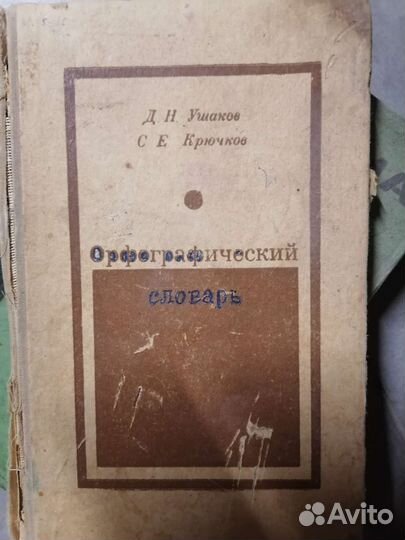 Д Н Ушаков
С Е Крючков
Орфографический
словарь
Avito